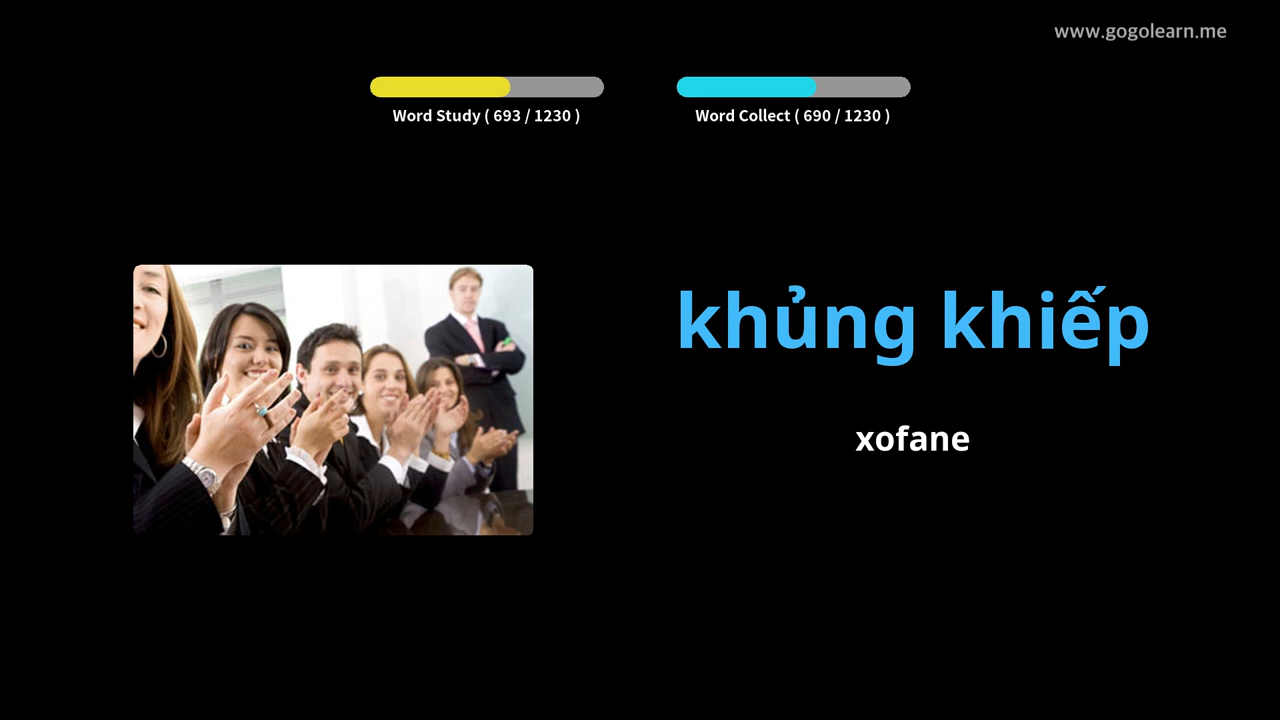 www.gogolearn.me
Word Study ( 693 / 1230 )
Word Collect ( 690 / 1230 )
khủng khiếp
xofane